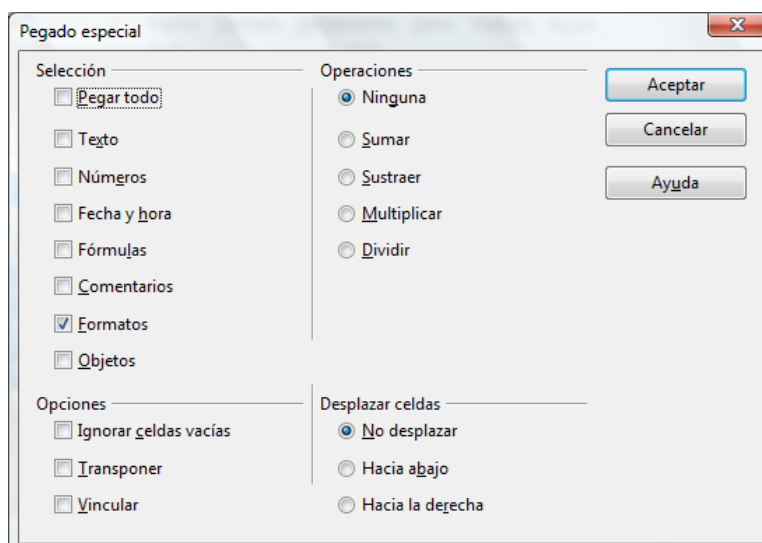 Pegado especial
Selección
Pegar todo
Texto
Números
Fecha y hora
Fórmulas
Comentarios
Formatos
Objetos
Operaciones
Ninguna
Sumar
Sustraer
Multiplicar
Dividir
Aceptar
Cancelar
Ayuda
Opciones
Ignorar celdas vacías
Transponer
Vincular
Desplazar celdas
No desplazar
Hacia abajo
Hacia la derecha